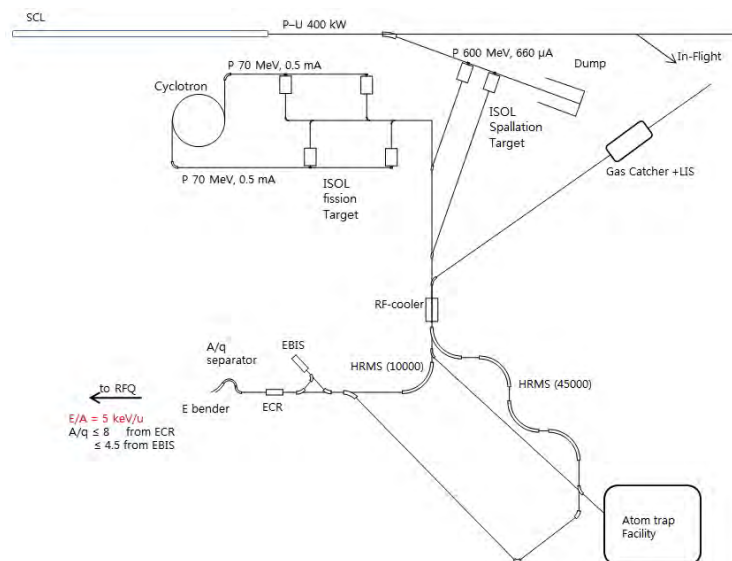 SCL
P–U 400 kW
P 600 MeV, 660 μA
In-Flight
Dump
P 70 MeV, 0.5 mA
Cyclotron
ISOL
Spallation
Target
Gas Catcher +LIS
P 70 MeV, 0.5 mA
ISOL
fission
Target
RF-cooler
A/q
separator
EBIS
HRMS (10000)
HRMS (45000)
to RFQ
E bender
ECR
E/A = 5 keV/u
A/q ≤ 8 from ECR
≤ 4.5 from EBIS
Atom trap
Facility